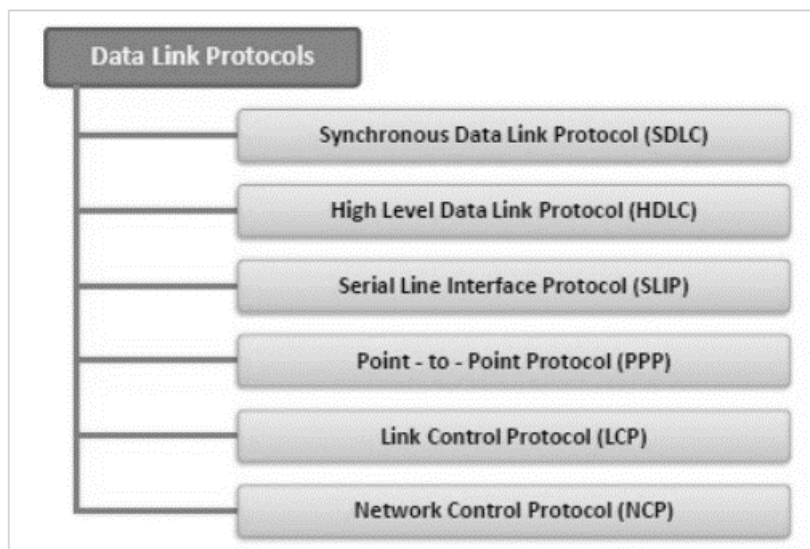 Data Link Protocols
Synchronous Data Link Protocol (SDLC)
High Level Data Link Protocol (HDLC)
Serial Line Interface Protocol (SLIP)
Point - to - Point Protocol (PPP)
Link Control Protocol (LCP)
Network Control Protocol (NCP)